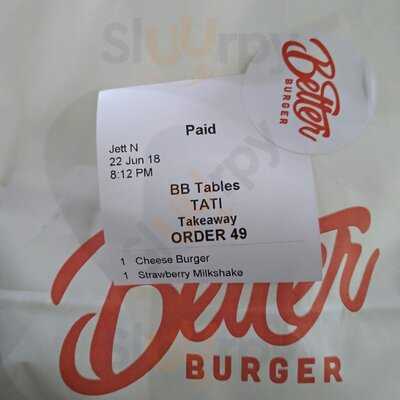 Sluurpy
Better
BURGER
Paid
Jett N
22 Jun 18
8:12 PM
BB Tables
TATI
Takeaway
ORDER 49
1 Cheese Burger
1 Strawberry Milkshake
Better
BURGER